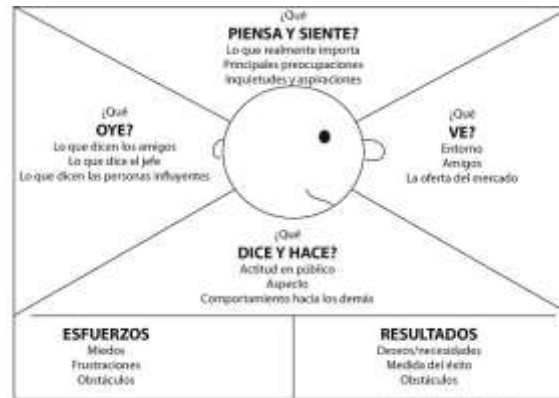 ¿Qué
PIENSA Y SIENTE?
Lo que realmente importa
Principales preocupaciones
Inquietudes y aspiraciones
¿Qué
OYE?
Lo que dicen los amigos
Lo que dice el jefe
Lo que dicen las personas influyentes
¿Qué
VE?
Entorno
Amigos
La oferta del mercado
¿Qué
DICE Y HACE?
Actitud en público
Aspecto
Comportamiento hacia los demás
ESFUERZOS
Miedos
Frustraciones
Obstáculos
RESULTADOS
Deseos/necesidades
Medida del éxito
Obstáculos